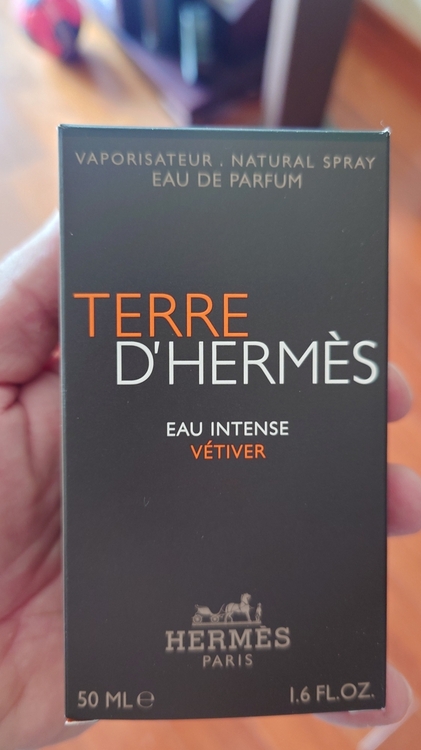 VAPORISATEUR . NATURAL SPRAY
EAU DE PARFUM
TERRE
D'HERMÈS
EAU INTENSE
VÉTIVER
HERMÈS
PARIS
50 ML ℮ 1.6 FL.OZ.